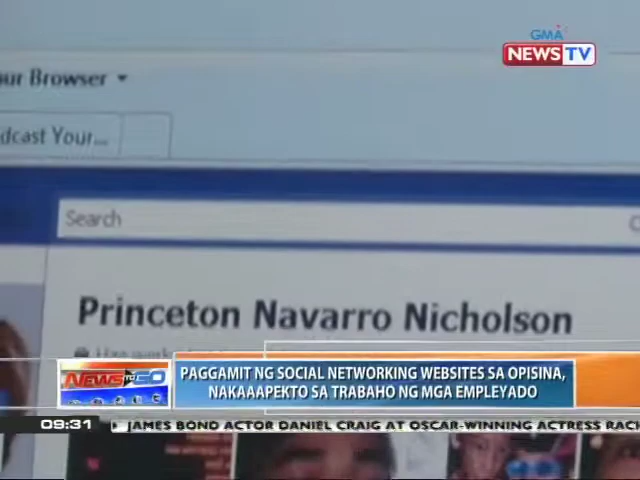 GMA
NEWS TV
our Browser
dcast Your...
Search
Princeton Navarro Nicholson
NEWS TO GO
PAGGAMIT NG SOCIAL NETWORKING WEBSITES SA OPISINA,
NAKAAAPEKTO SA TRABAHO NG MGA EMPLEYADO
09:31
JAMES BOND ACTOR DANIEL CRAIG AT OSCAR-WINNING ACTRESS RACH